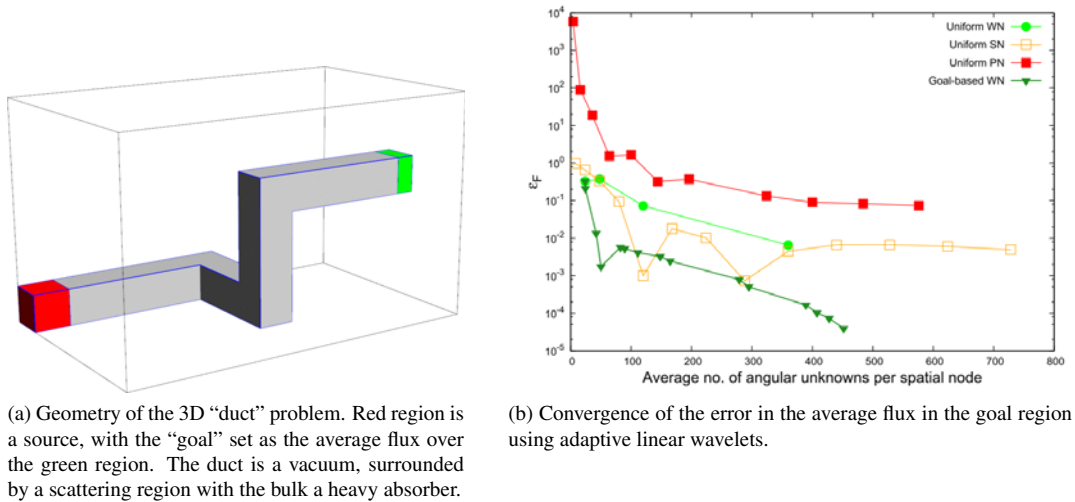 10^4
10^3
10^2
10^1
10^0
10^-1
10^-2
10^-3
10^-4
10^-5
ε_F
Uniform WN
Uniform SN
Uniform PN
Goal-based WN
0 100 200 300 400 500 600 700 800
Average no. of angular unknowns per spatial node
(a) Geometry of the 3D “duct” problem. Red region is
a source, with the “goal” set as the average flux over
the green region. The duct is a vacuum, surrounded
by a scattering region with the bulk a heavy absorber.
(b) Convergence of the error in the average flux in the goal region
using adaptive linear wavelets.